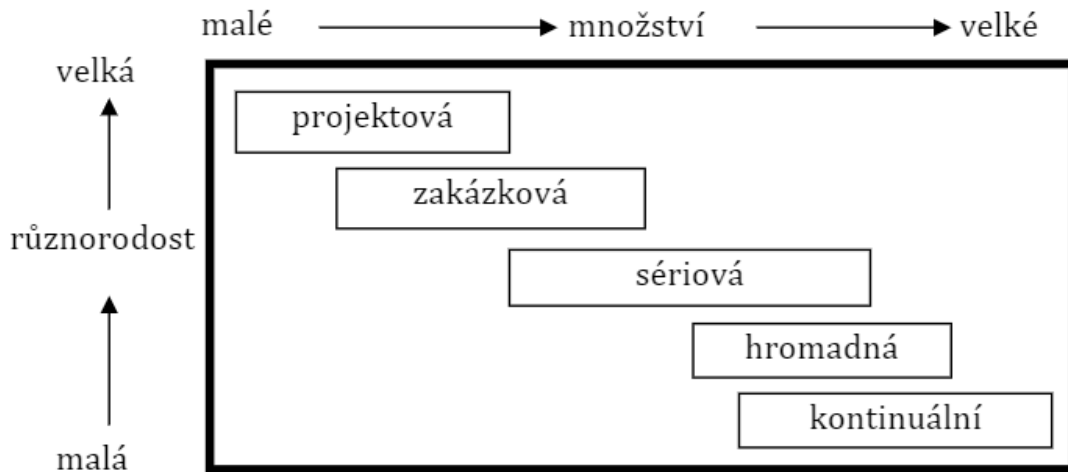 malé množství velké
velká
projektová
zakázková
různorodost
sériová
hromadná
kontinuální
malá